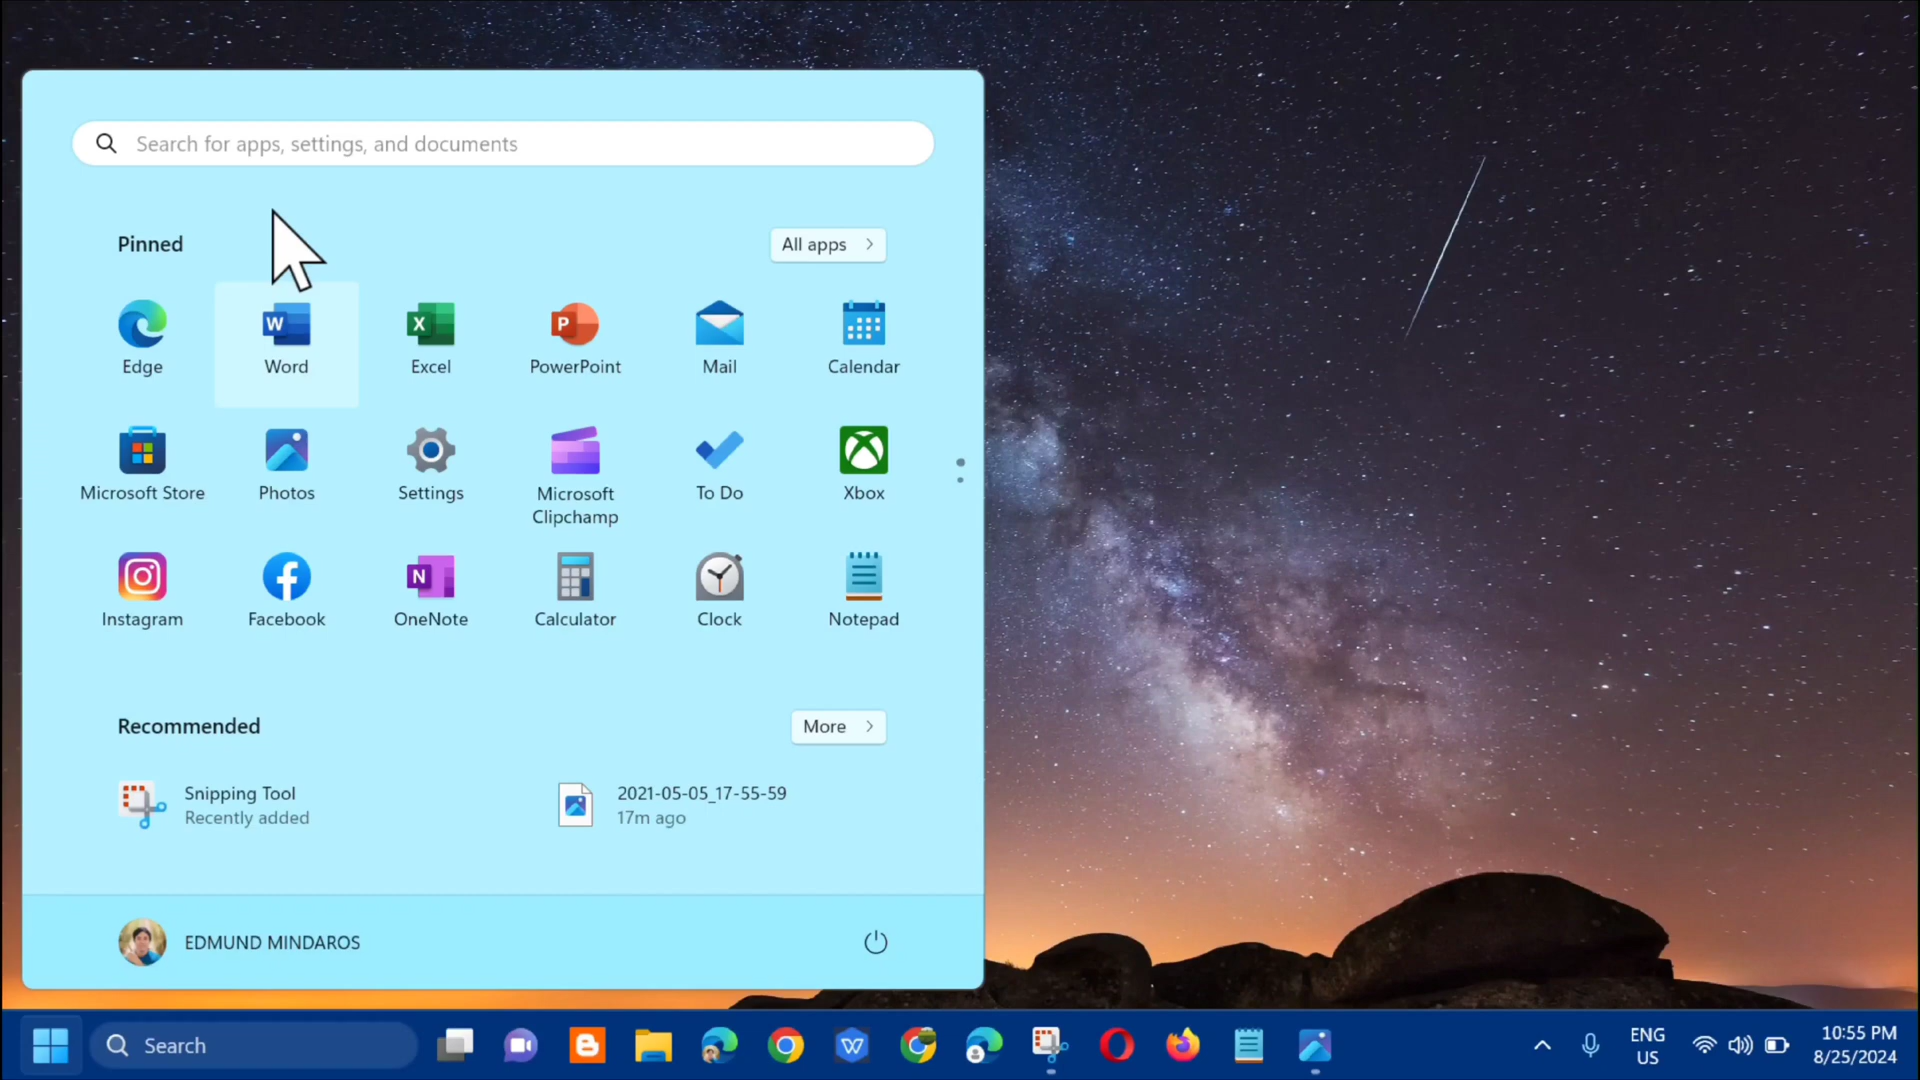 Search for apps, settings, and documents
Pinned
All apps
Edge
Word
Excel
PowerPoint
Mail
Calendar
Microsoft Store
Photos
Settings
Microsoft
Clipchamp
To Do
Xbox
Instagram
Facebook
OneNote
Calculator
Clock
Notepad
Recommended
More
Snipping Tool
Recently added
2021-05-05_17-55-59
17m ago
EDMUND MINDAROS
Search
ENG
US
10:55 PM
8/25/2024